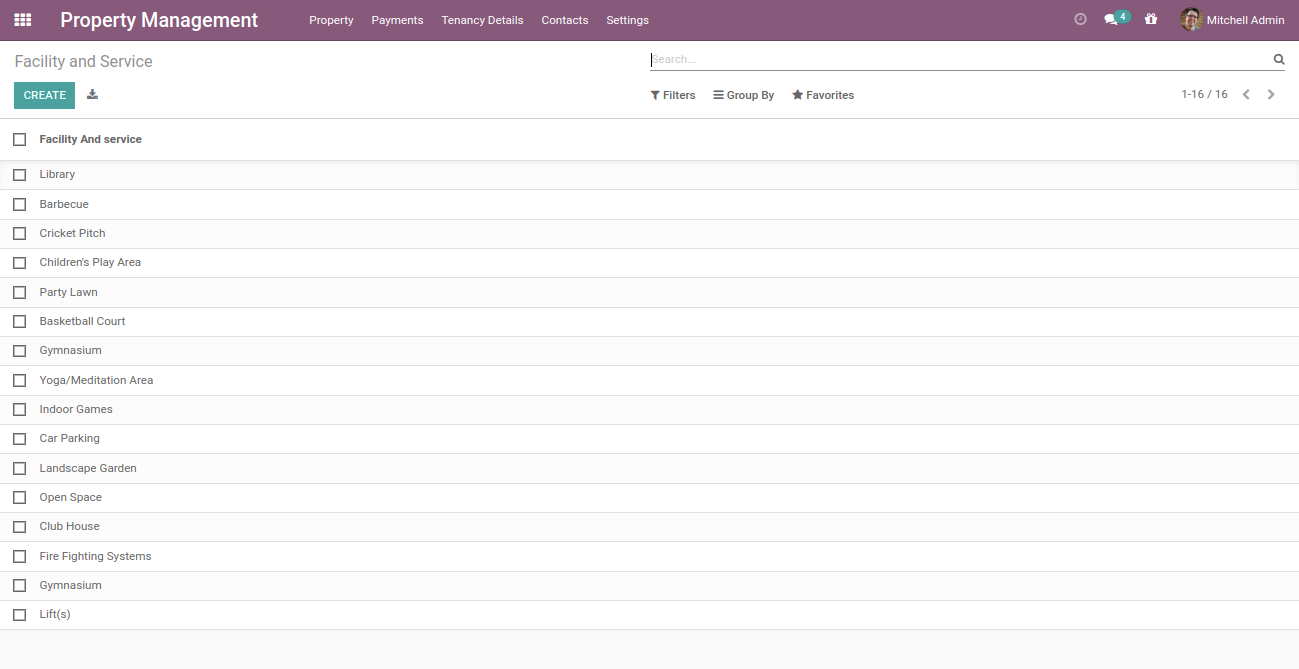 Property Management Property Payments Tenancy Details Contacts Settings 4 Mitchell Admin
Facility and Service Search...
CREATE Filters Group By Favorites 1-16 / 16
Facility And service
Library
Barbecue
Cricket Pitch
Children's Play Area
Party Lawn
Basketball Court
Gymnasium
Yoga/Meditation Area
Indoor Games
Car Parking
Landscape Garden
Open Space
Club House
Fire Fighting Systems
Gymnasium
Lift(s)